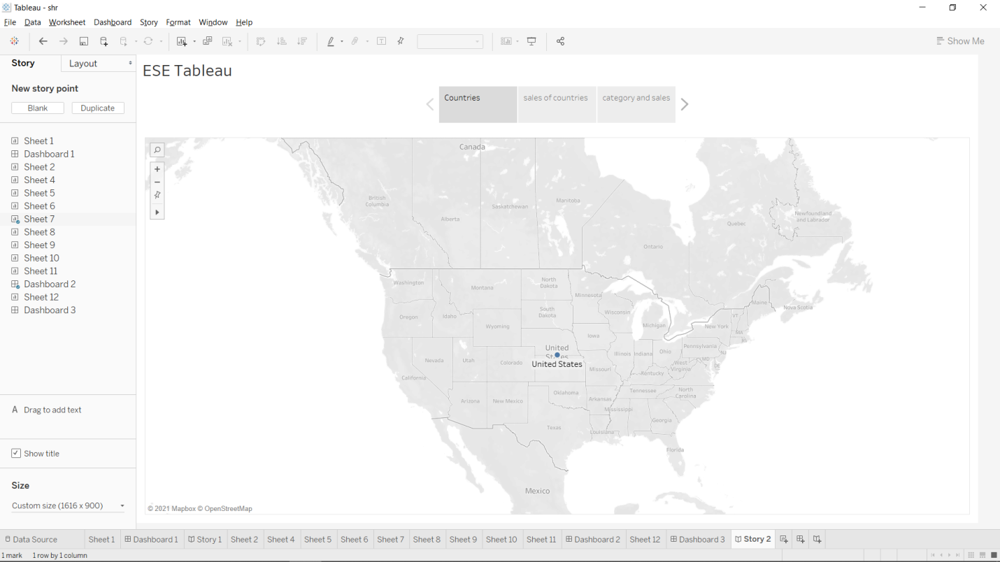 Tableau - shr
File Data Worksheet Dashboard Story Format Window Help
Show Me
Story Layout
New story point
Blank Duplicate
Sheet 1
Dashboard 1
Sheet 2
Sheet 4
Sheet 5
Sheet 6
Sheet 7
Sheet 8
Sheet 9
Sheet 10
Sheet 11
Dashboard 2
Sheet 12
Dashboard 3
A Drag to add text
Show title
Size
Custom size (1616 x 900)
ESE Tableau
Countries sales of countries category and sales
Canada
British
Columbia
Alberta
Saskatchewan
Manitoba
Ontario
Quebec
Newfoundland
and Labrador
Washington
Montana
North
Dakota
Minnesota
Maine
Nova Scotia
Oregon
Idaho
South
Dakota
Wisconsin
VT
Wyoming
Michigan
New York
MA
Iowa
RI
United
States
Pennsylvania
Nevada
Utah
Colorado
Illinois
Indiana
Ohio
NJ
MD
DE
United States
Missouri
West
Virginia
California
Kentucky
Oklahoma
Tennessee
North
Carolina
Arizona
New Mexico
Arkansas
Mississippi
Texas
Georgia
Louisiana
Florida
Mexico
© 2021 Mapbox © OpenStreetMap
Data Source Sheet 1 Dashboard 1 Story 1 Sheet 2 Sheet 4 Sheet 5 Sheet 6 Sheet 7 Sheet 8 Sheet 9 Sheet 10 Sheet 11 Dashboard 2 Sheet 12 Dashboard 3 Story 2
1 mark 1 row by 1 column